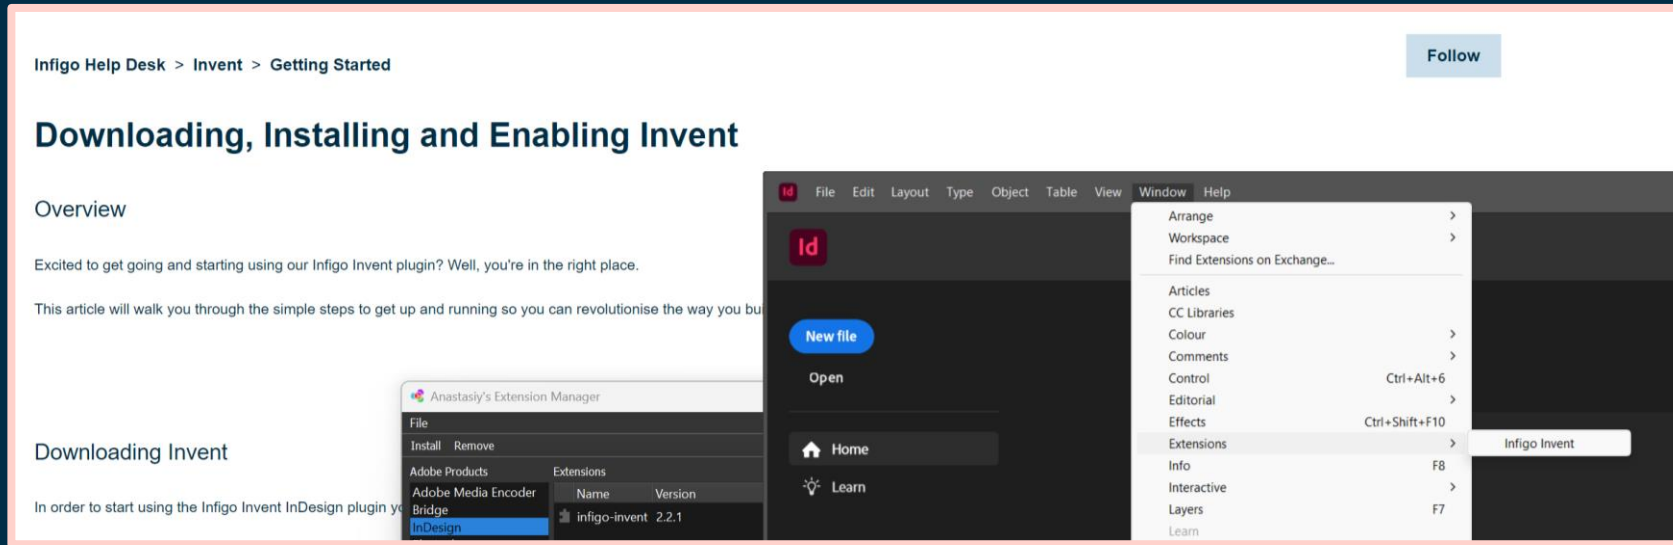 Infigo Help Desk > Invent > Getting Started
Follow
Downloading, Installing and Enabling Invent
Overview
Excited to get going and starting using our Infigo Invent plugin? Well, you're in the right place.
This article will walk you through the simple steps to get up and running so you can revolutionise the way you
Downloading Invent
In order to start using the Infigo Invent InDesign plugin
Anastasiy's Extension Manager
File
Install Remove
Adobe Products Extensions
Adobe Media Encoder Name Version
Bridge infigo-invent 2.2.1
InDesign
Id File Edit Layout Type Object Table View Window Help
Id
New file
Open
Home
Learn
Arrange >
Workspace >
Find Extensions on Exchange...
Articles
CC Libraries
Colour >
Comments >
Control Ctrl+Alt+6
Editorial >
Effects Ctrl+Shift+F10
Extensions > Infigo Invent
Info F8
Interactive >
Layers F7
Learn